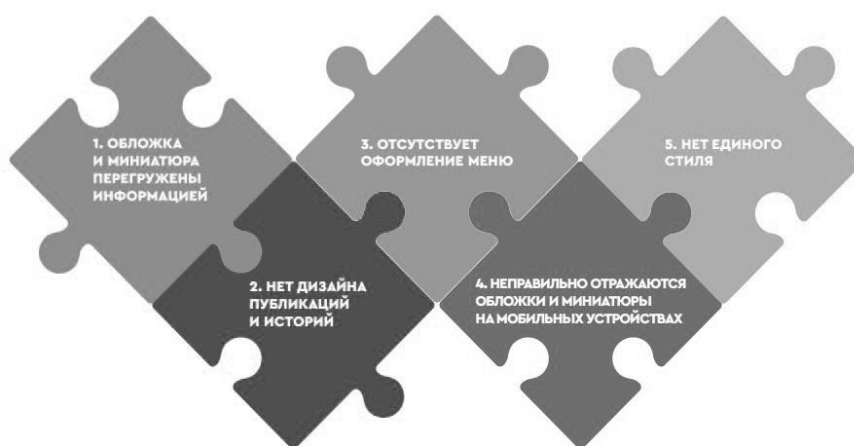 1. ОБЛОЖКА
И МИНИАТЮРА
ПЕРЕГРУЖЕНЫ
ИНФОРМАЦИЕЙ
2. НЕТ ДИЗАЙНА
ПУБЛИКАЦИЙ
И ИСТОРИЙ
3. ОТСУТСТВУЕТ
ОФОРМЛЕНИЕ МЕНЮ
4. НЕПРАВИЛЬНО ОТРАЖАЮТСЯ
ОБЛОЖКИ И МИНИАТЮРЫ
НА МОБИЛЬНЫХ УСТРОЙСТВАХ
5. НЕТ ЕДИНОГО
СТИЛЯ